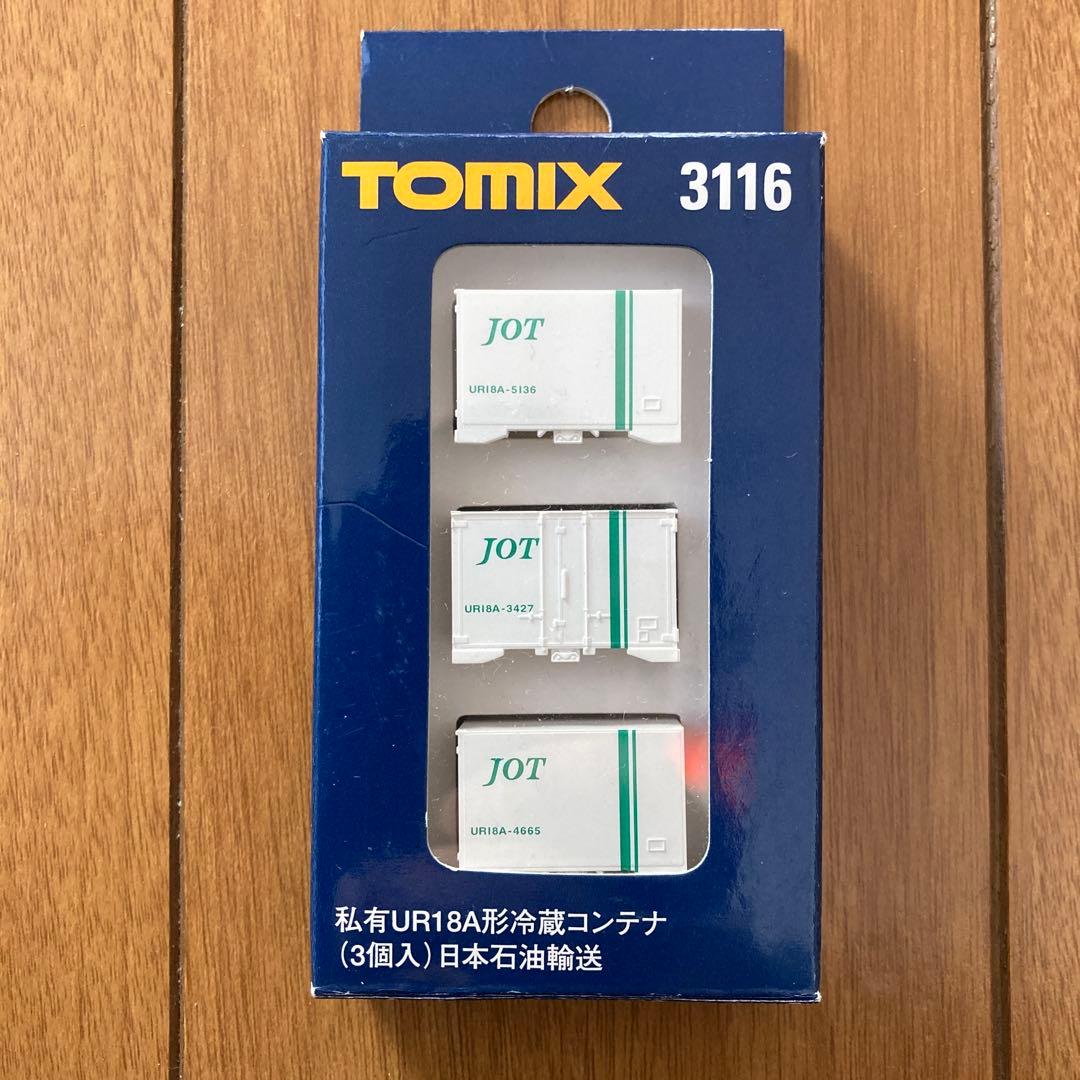 TOMIX 3116
JOT
UR18A-5136
JOT
UR18A-3427
JOT
UR18A-4665
私有UR18A形冷蔵コンテナ
(3個入)日本石油輸送